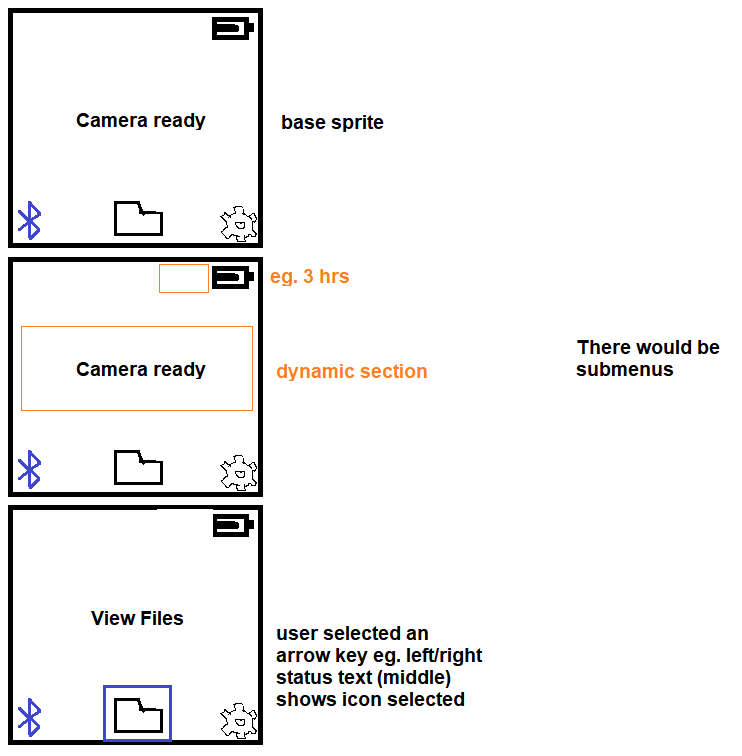 Camera ready
base sprite
eg. 3 hrs
Camera ready
dynamic section
There would be
submenus
View Files
user selected an
arrow key eg. left/right
status text (middle)
shows icon selected